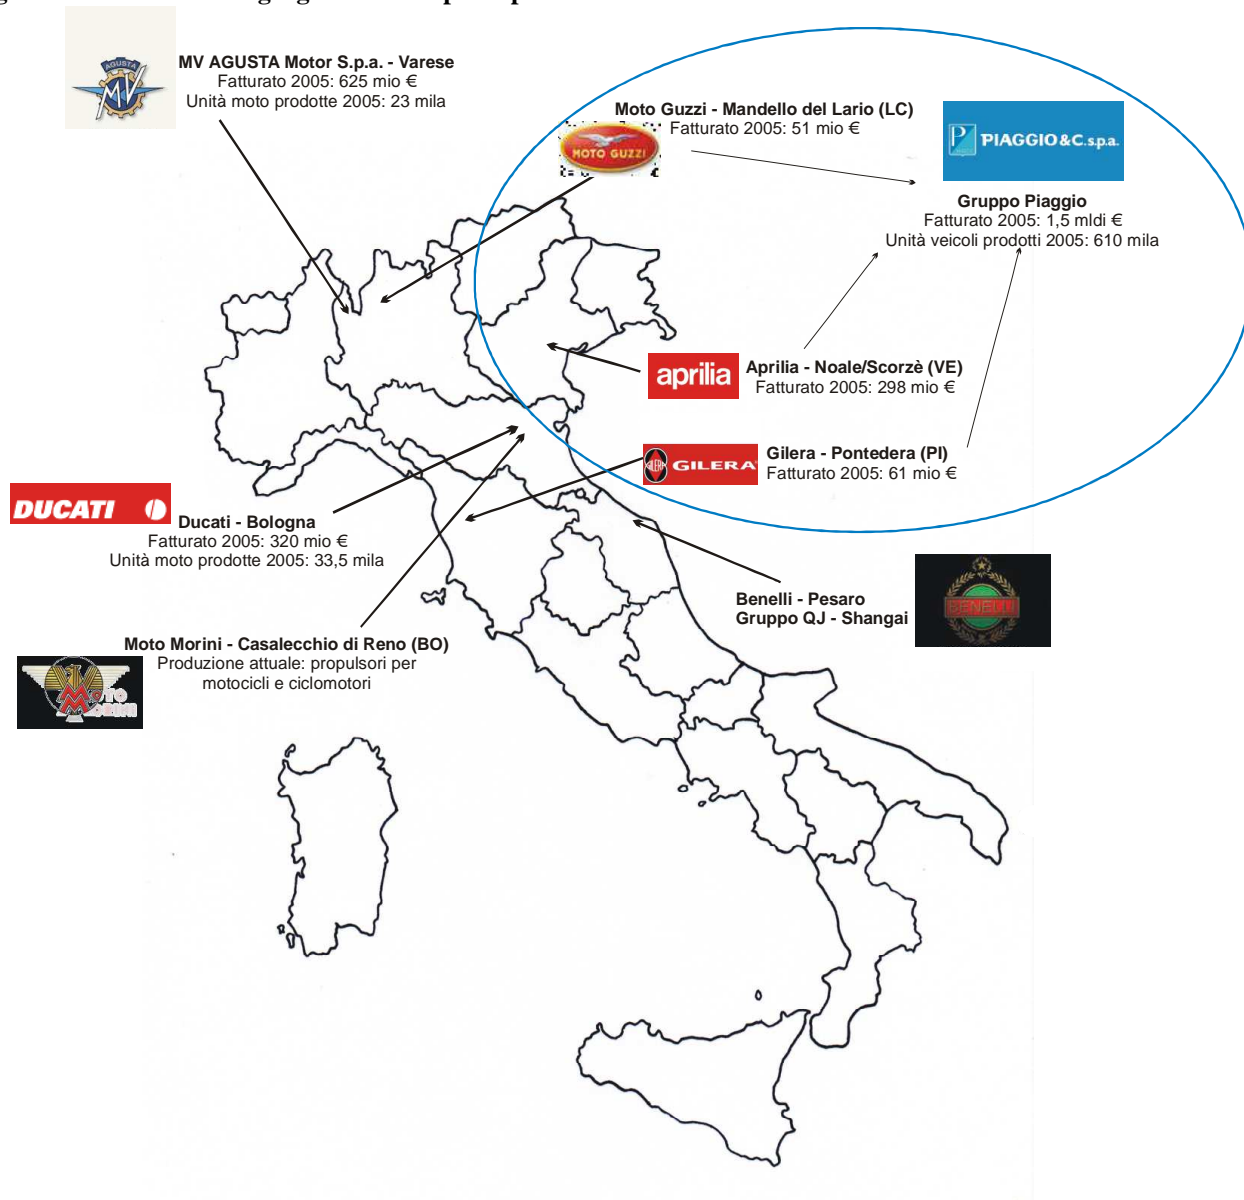 MV AGUSTA Motor S.p.a. - Varese
Fatturato 2005: 625 mio €
Unità moto prodotte 2005: 23 mila
AGUSTA
MV
Moto Guzzi - Mandello del Lario (LC)
Fatturato 2005: 51 mio €
MOTO GUZZI
P PIAGGIO & C. s.p.a.
Gruppo Piaggio
Fatturato 2005: 1,5 mldi €
Unità veicoli prodotti 2005: 610 mila
aprilia
Aprilia - Noale/Scorzè (VE)
Fatturato 2005: 298 mio €
GILERA
Gilera - Pontedera (PI)
Fatturato 2005: 61 mio €
DUCATI
Ducati - Bologna
Fatturato 2005: 320 mio €
Unità moto prodotte 2005: 33,5 mila
Benelli - Pesaro
Gruppo QJ - Shangai
BENELLI
Moto Morini - Casalecchio di Reno (BO)
Produzione attuale: propulsori per
motocicli e ciclomotori
MOTO
MORINI